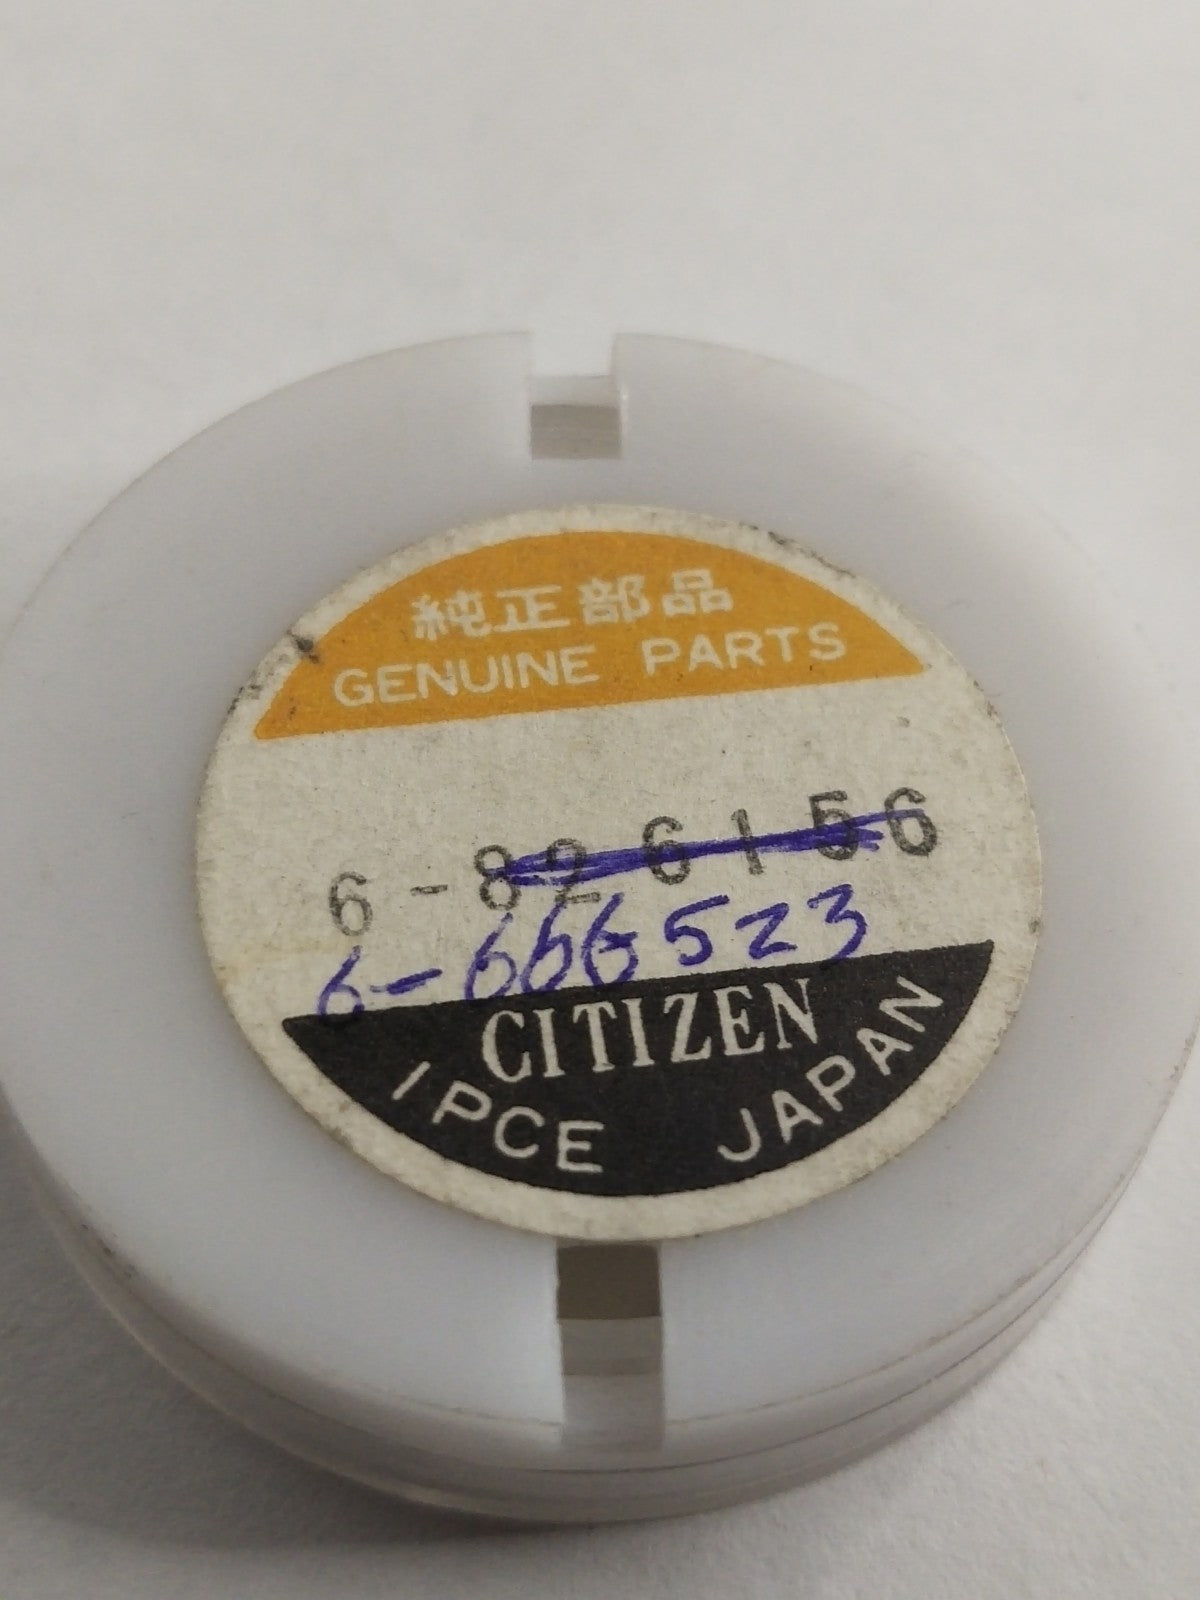 純正部品
GENUINE PARTS
6-826156
6-666523
CITIZEN
1PCE JAPAN